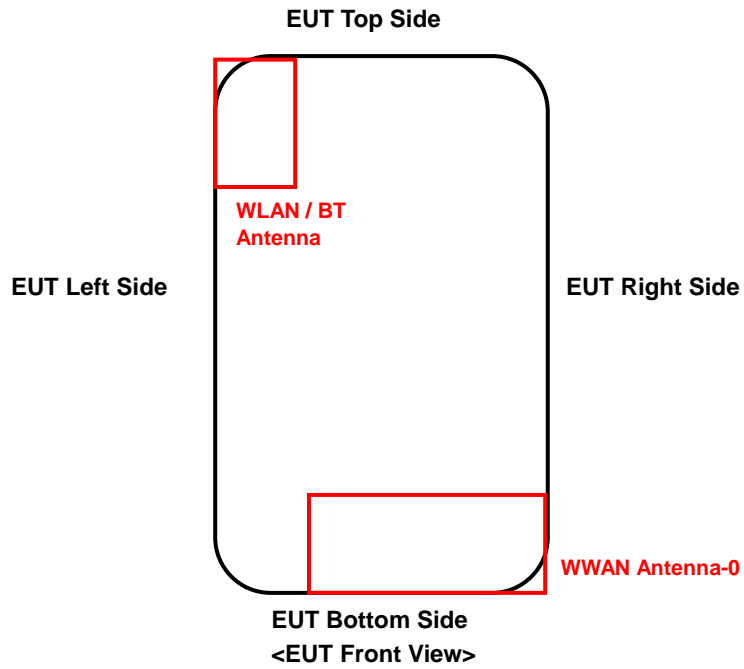 EUT Top Side
WLAN / BT
Antenna
EUT Left Side
EUT Right Side
WWAN Antenna-0
EUT Bottom Side
<EUT Front View>